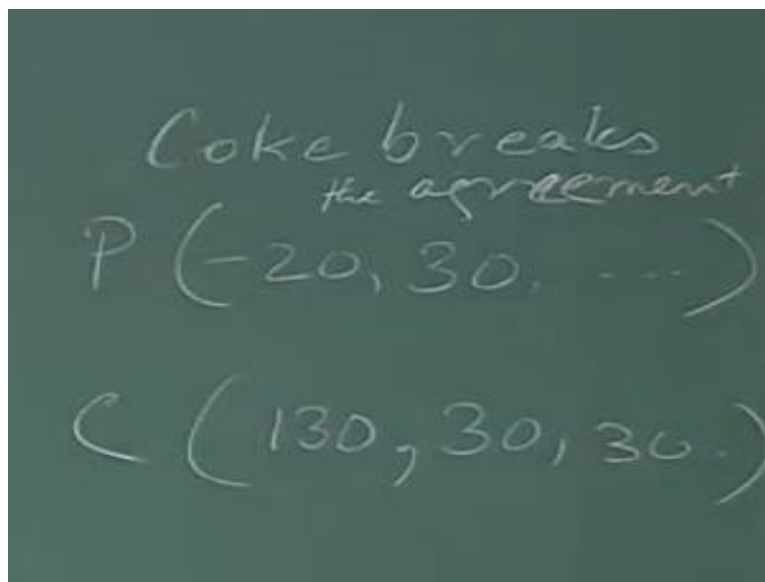 Coke breaks
the agreement
P (-20, 30, ...)
C (130, 30, 30.)